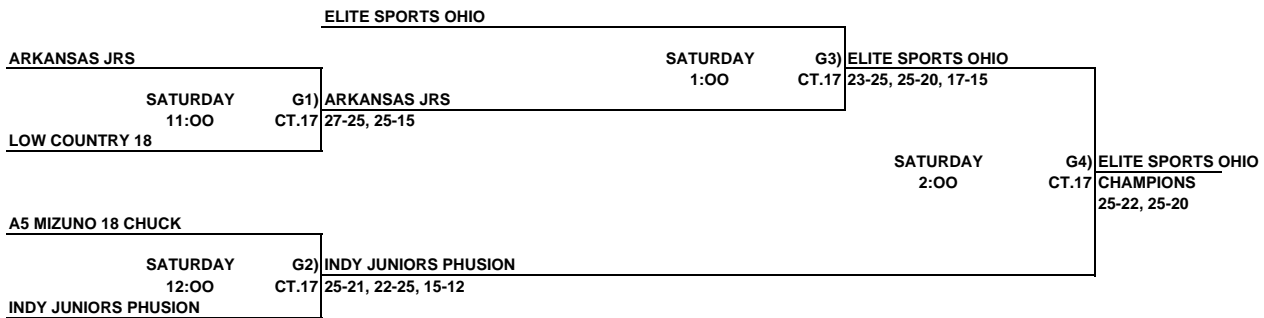 ELITE SPORTS OHIO
ARKANSAS JRS SATURDAY G3) ELITE SPORTS OHIO
1:OO CT.17 23-25, 25-20, 17-15
SATURDAY G1) ARKANSAS JRS
11:OO CT.17 27-25, 25-15
LOW COUNTRY 18
SATURDAY G4) ELITE SPORTS OHIO
2:OO CT.17 CHAMPIONS
25-22, 25-20
A5 MIZUNO 18 CHUCK
SATURDAY G2) INDY JUNIORS PHUSION
12:OO CT.17 25-21, 22-25, 15-12
INDY JUNIORS PHUSION